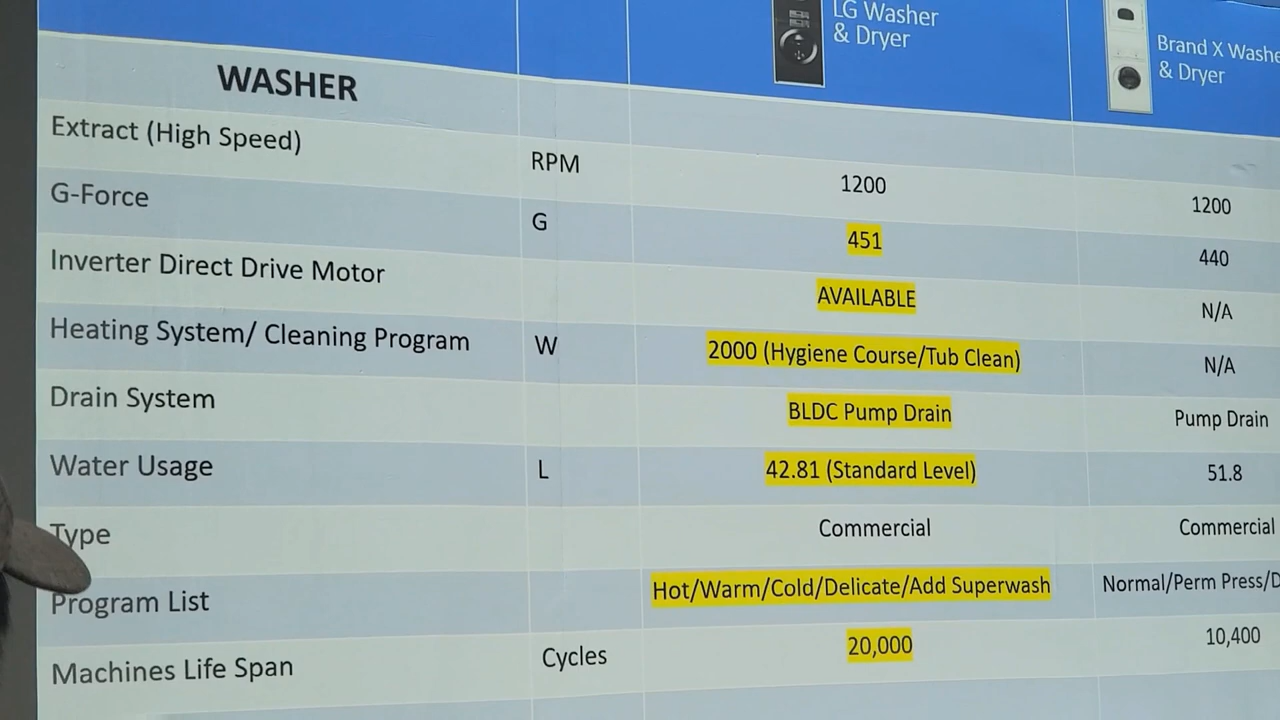 LG Washer
& Dryer
Brand X Washe
& Dryer
WASHER
Extract (High Speed) RPM 1200 1200
G-Force G 451 440
Inverter Direct Drive Motor AVAILABLE N/A
Heating System/ Cleaning Program W 2000 (Hygiene Course/Tub Clean) N/A
Drain System BLDC Pump Drain Pump Drain
Water Usage L 42.81 (Standard Level) 51.8
Type Commercial Commercial
Program List Hot/Warm/Cold/Delicate/Add Superwash Normal/Perm Press/D
Machines Life Span Cycles 20,000 10,400